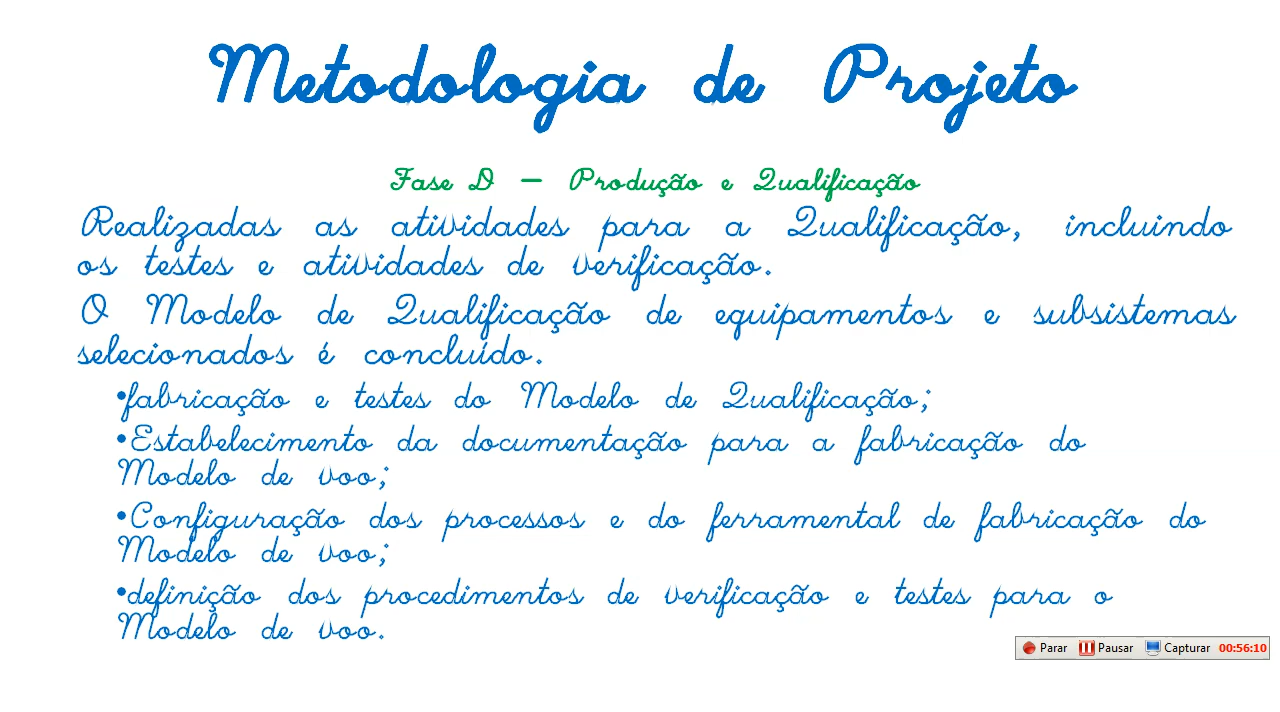 Metodologia de Projeto
Fase D – Produção e Qualificação
Realizadas as atividades para a Qualificação, incluindo
os testes e atividades de verificação.
O Modelo de Qualificação de equipamentos e subsistemas
selecionados é concluído.
•fabricação e testes do Modelo de Qualificação;
•Estabelecimento da documentação para a fabricação do
Modelo de voo;
•Configuração dos processos e do ferramental de fabricação do
Modelo de voo;
•definição dos procedimentos de verificação e testes para o
Modelo de voo.
Parar Pausar Capturar 00:56:10